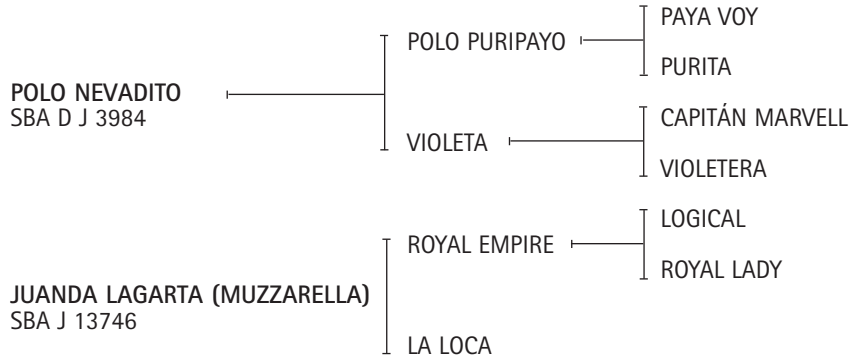 PAYA VOY
POLO PURIPAYO
PURITA
POLO NEVADITO
SBA D J 3984
CAPITÁN MARVELL
VIOLETA
VIOLETERA
LOGICAL
ROYAL EMPIRE
ROYAL LADY
JUANDA LAGARTA (MUZZARELLA)
SBA J 13746
LA LOCA